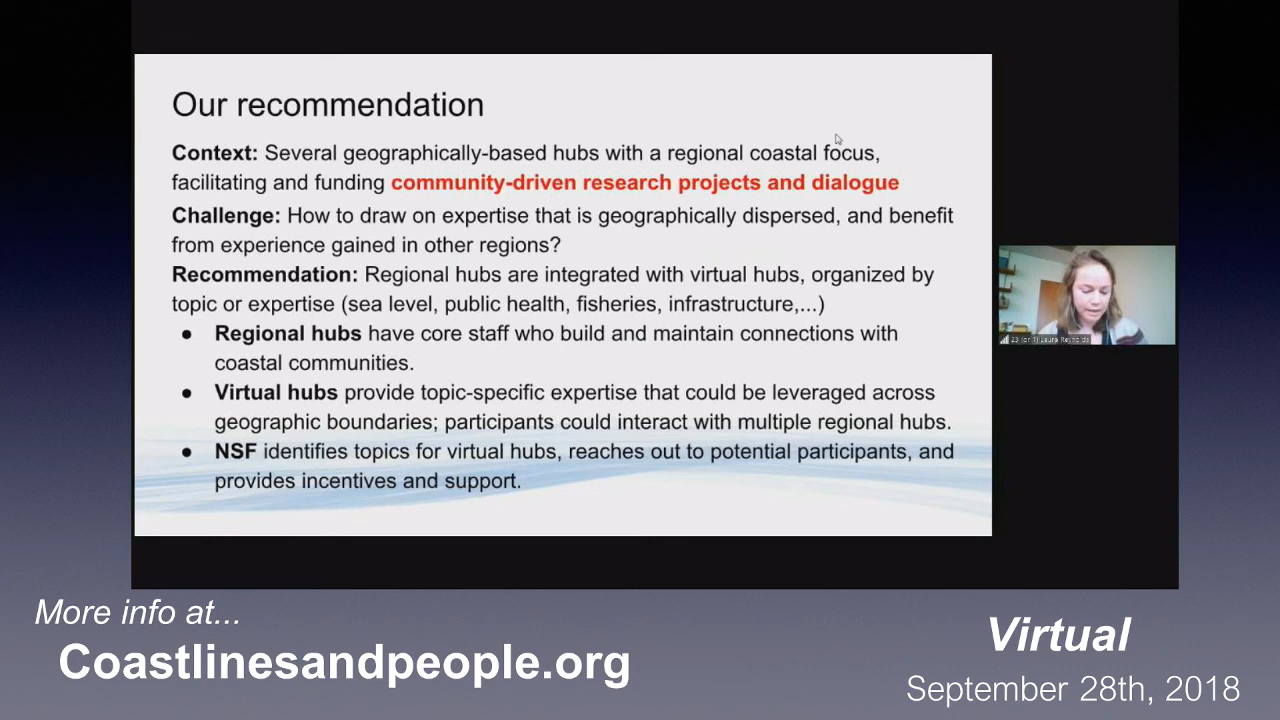 Our recommendation
Context: Several geographically-based hubs with a regional coastal focus,
facilitating and funding community-driven research projects and dialogue
Challenge: How to draw on expertise that is geographically dispersed, and benefit
from experience gained in other regions?
Recommendation: Regional hubs are integrated with virtual hubs, organized by
topic or expertise (sea level, public health, fisheries, infrastructure,...)
● Regional hubs have core staff who build and maintain connections with
coastal communities.
● Virtual hubs provide topic-specific expertise that could be leveraged across
geographic boundaries; participants could interact with multiple regional hubs.
● NSF identifies topics for virtual hubs, reaches out to potential participants, and
provides incentives and support.
23 (or ?) Laura Reynolds
More info at...
Coastlinesandpeople.org
Virtual
September 28th, 2018